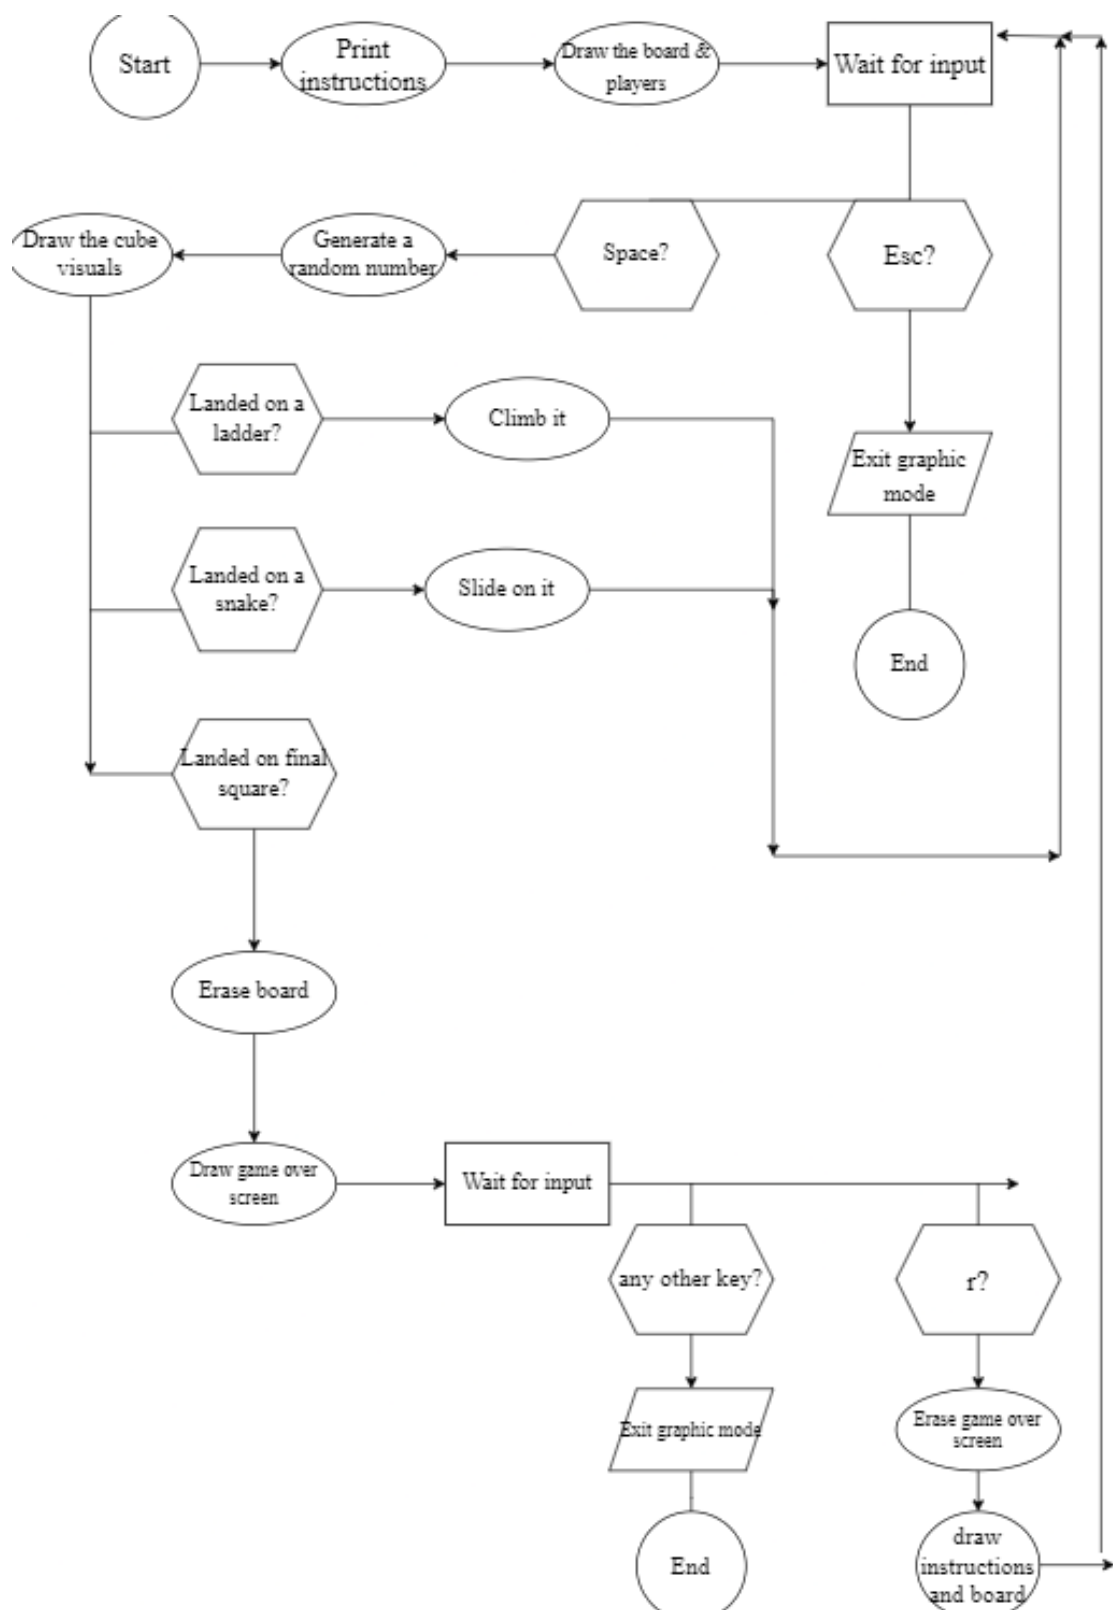 Start
Print
instructions
Draw the board &
players
Wait for input
Draw the cube
visuals
Generate a
random number
Space?
Esc?
Landed on a
ladder?
Climb it
Exit graphic
mode
Landed on a
snake?
Slide on it
End
Landed on final
square?
Erase board
Draw game over
screen
Wait for input
any other key?
r?
Exit graphic mode
Erase game over
screen
End
draw
instructions
and board